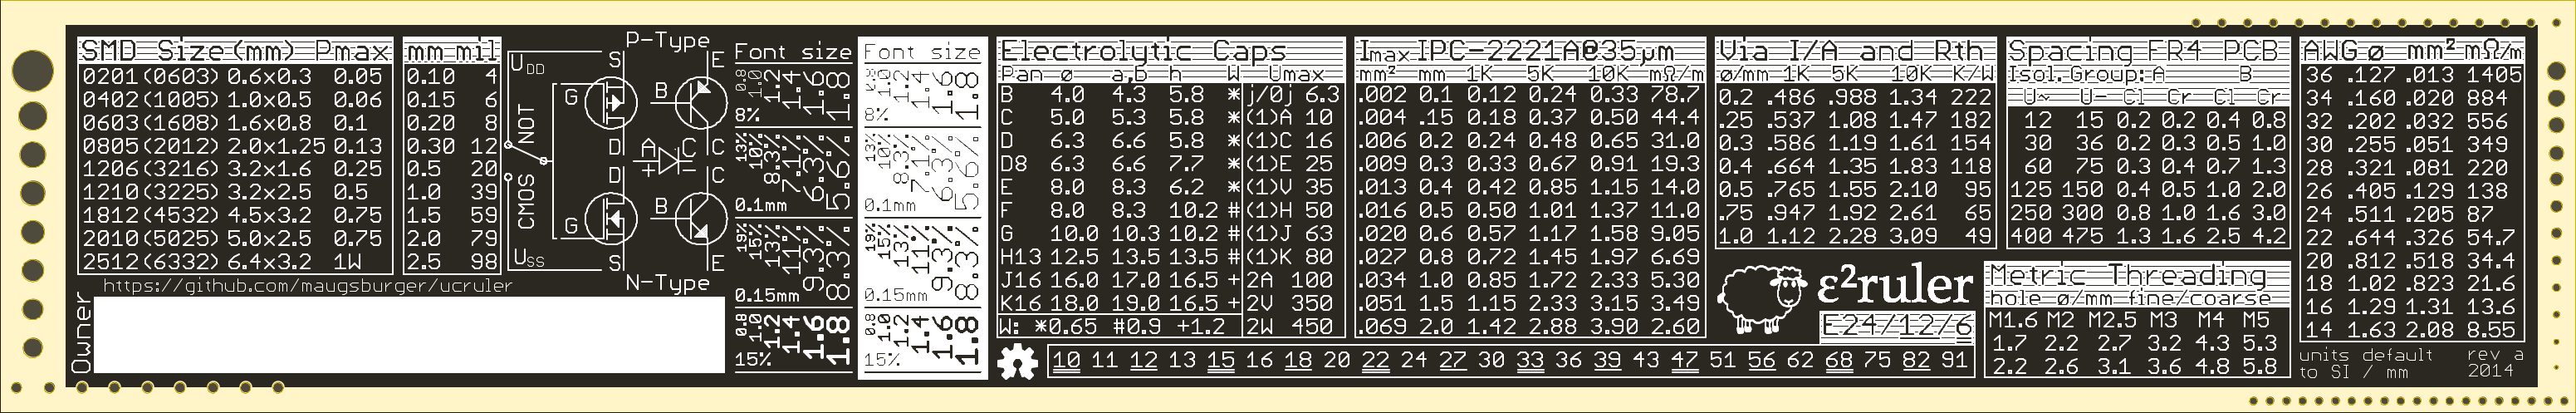 SMD Size(mm) Pmax
0201(0603) 0.6x0.3 0.05
0402(1005) 1.0x0.5 0.06
0603(1608) 1.6x0.8 0.1
0805(2012) 2.0x1.25 0.13
1206(3216) 3.2x1.6 0.25
1210(3225) 3.2x2.5 0.5
1812(4532) 4.5x3.2 0.75
2010(5025) 5.0x2.5 0.75
2512(6332) 6.4x3.2 1W
https://github.com/maugsburger/ucruler
Owner
mm mil
0.10 4
0.15 6
0.20 8
0.30 12
0.5 20
1.0 39
1.5 59
2.0 79
2.5 98
P-Type
UDD
S
E
G
B
NOT
D
A
C
C
CMOS
D
C
G
B
USS
S
E
N-Type
Font size
0.8
1.0
1.2
1.4
1.6
1.8
8%
13%
10%
8.3%
7.1%
6.3%
5.6%
0.1mm
19%
15%
13%
11%
9.3%
8.3%
0.15mm
0.8
1.0
1.2
1.4
1.6
1.8
15%
Font size
1.2
1.4
1.6
1.8
8%
13%
10%
8.3%
7.1%
6.3%
5.6%
0.1mm
19%
15%
13%
11%
9.3%
8.3%
0.15mm
0.8
1.0
1.2
1.4
1.6
1.8
15%
Electrolytic Caps
Pan ø a,b h W Umax
B 4.0 4.3 5.8 * j/0j 6.3
C 5.0 5.3 5.8 * (1)A 10
D 6.3 6.6 5.8 * (1)C 16
D8 6.3 6.6 7.7 * (1)E 25
E 8.0 8.3 6.2 * (1)V 35
F 8.0 8.3 10.2 # (1)H 50
G 10.0 10.3 10.2 # (1)J 63
H13 12.5 13.5 13.5 # (1)K 80
J16 16.0 17.0 16.5 + 2A 100
K16 18.0 19.0 16.5 + 2V 350
W: *0.65 #0.9 +1.2 2W 450
Imax IPC-2221A@35µm
mm² mm 1K 5K 10K mΩ/m
.002 0.1 0.12 0.24 0.33 78.7
.004 .15 0.18 0.37 0.50 44.4
.006 0.2 0.24 0.48 0.65 31.0
.009 0.3 0.33 0.67 0.91 19.3
.013 0.4 0.42 0.85 1.15 14.0
.016 0.5 0.50 1.01 1.37 11.0
.020 0.6 0.57 1.17 1.58 9.05
.027 0.8 0.72 1.45 1.97 6.69
.034 1.0 0.85 1.72 2.33 5.30
.051 1.5 1.15 2.33 3.15 3.49
.069 2.0 1.42 2.88 3.90 2.60
Via I/A and Rth
ø/mm 1K 5K 10K K/W
0.2 .486 .988 1.34 222
.25 .537 1.08 1.47 182
0.3 .586 1.19 1.61 154
0.4 .664 1.35 1.83 118
0.5 .765 1.55 2.10 95
.75 .947 1.92 2.61 65
1.0 1.12 2.28 3.09 49
ε²ruler
E24/12/6
10 11 12 13 15 16 18 20 22 24 27 30 33 36 39 43 47 51 56 62 68 75 82 91
Spacing FR4 PCB
Isol. Group: A B
U~ U- Cl Cr Cl Cr
12 15 0.2 0.2 0.4 0.8
30 36 0.2 0.3 0.5 1.0
60 75 0.3 0.4 0.7 1.3
125 150 0.4 0.5 1.0 2.0
250 300 0.8 1.0 1.6 3.0
400 475 1.3 1.6 2.5 4.2
Metric Threading
hole ø/mm fine/coarse
M1.6 M2 M2.5 M3 M4 M5
1.7 2.2 2.7 3.2 4.3 5.3
2.2 2.6 3.1 3.6 4.8 5.8
AWG ø mm² mΩ/m
36 .127 .013 1405
34 .160 .020 884
32 .202 .032 556
30 .255 .051 349
28 .321 .081 220
26 .405 .129 138
24 .511 .205 87
22 .644 .326 54.7
20 .812 .518 34.4
18 1.02 .823 21.6
16 1.29 1.31 13.6
14 1.63 2.08 8.55
units default rev a
to SI / mm 2014